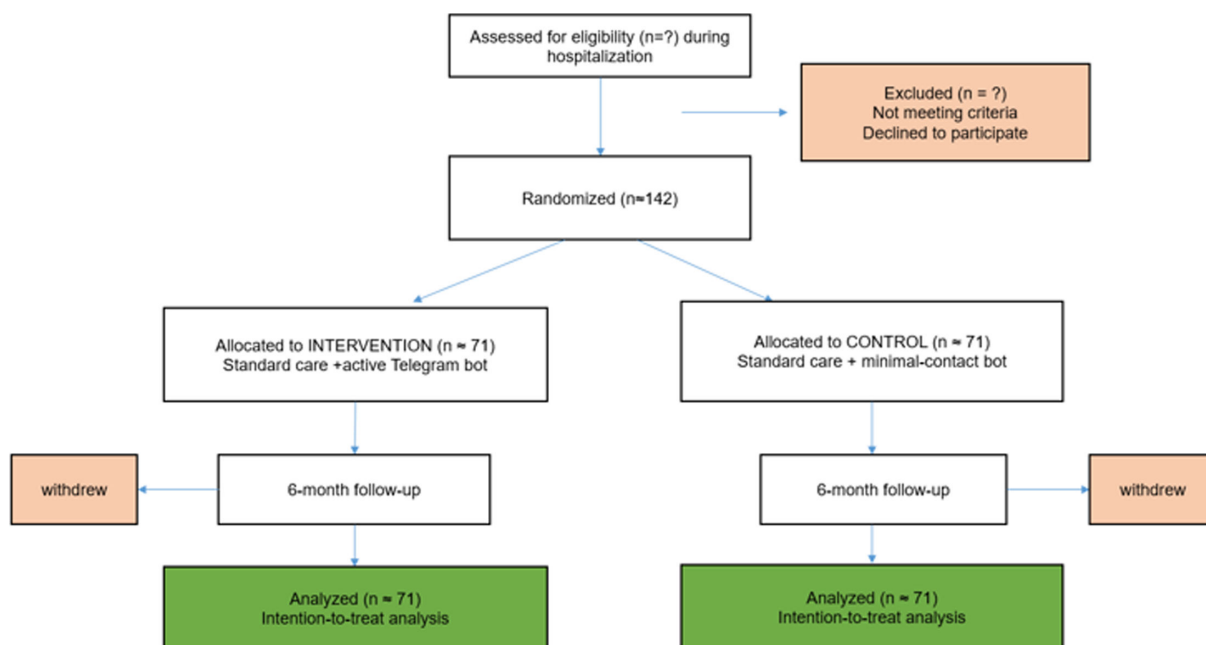 Assessed for eligibility (n=?) during
hospitalization
Excluded (n = ?)
Not meeting criteria
Declined to participate
Randomized (n≈142)
Allocated to INTERVENTION (n ≈ 71)
Standard care +active Telegram bot
Allocated to CONTROL (n ≈ 71)
Standard care + minimal-contact bot
withdrew
6-month follow-up
6-month follow-up
withdrew
Analyzed (n ≈ 71)
Intention-to-treat analysis
Analyzed (n ≈ 71)
Intention-to-treat analysis